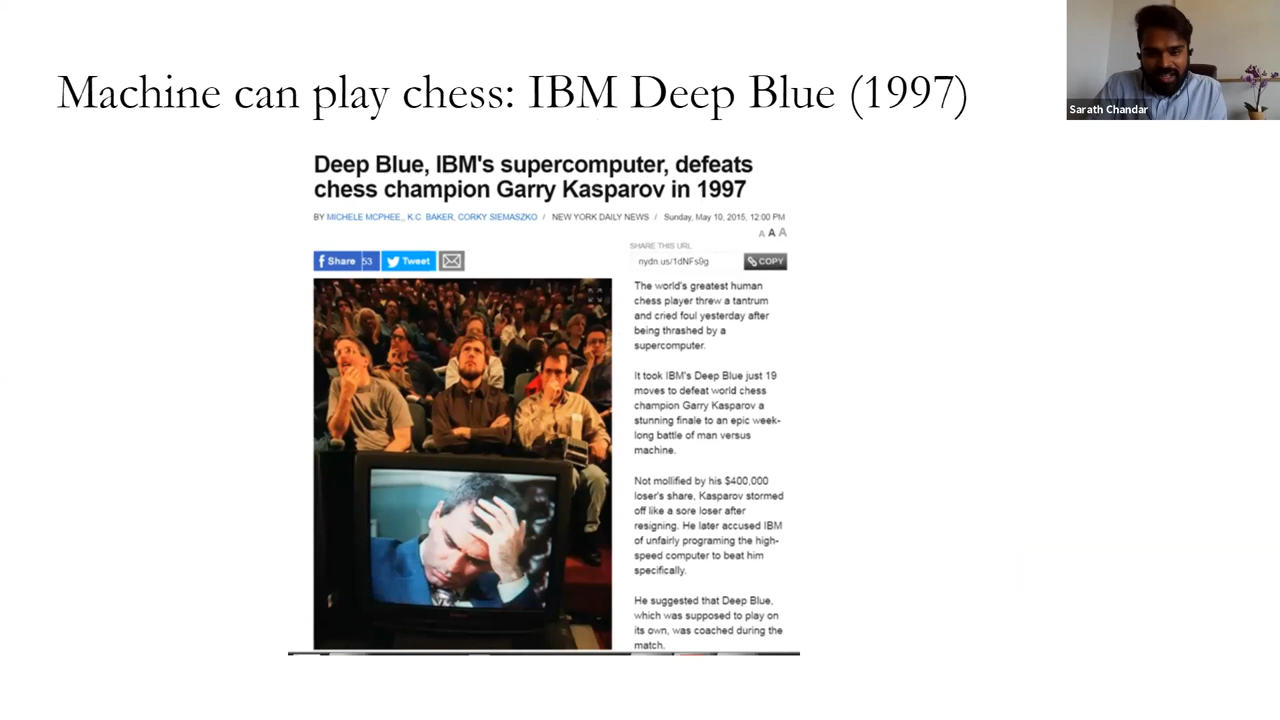 Machine can play chess: IBM Deep Blue (1997)
Sarath Chandar
Deep Blue, IBM's supercomputer, defeats
chess champion Garry Kasparov in 1997
BY MICHELE MCPHEE,, K.C. BAKER, CORKY SIEMASZKO / NEW YORK DAILY NEWS / Sunday, May 10, 2015, 12:00 PM
A A A
SHARE THIS URL
Share 53 Tweet
nydn.us/1dNFs9g COPY
The world's greatest human
chess player threw a tantrum
and cried foul yesterday after
being thrashed by a
supercomputer.
It took IBM's Deep Blue just 19
moves to defeat world chess
champion Garry Kasparov a
stunning finale to an epic week-
long battle of man versus
machine.
Not mollified by his $400,000
loser's share, Kasparov stormed
off like a sore loser after
resigning. He later accused IBM
of unfairly programing the high-
speed computer to beat him
specifically.
He suggested that Deep Blue,
which was supposed to play on
its own, was coached during the
match.